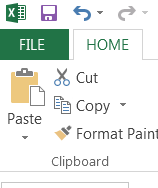 FILE HOME
Cut
Copy
Paste
Format Paint
Clipboard